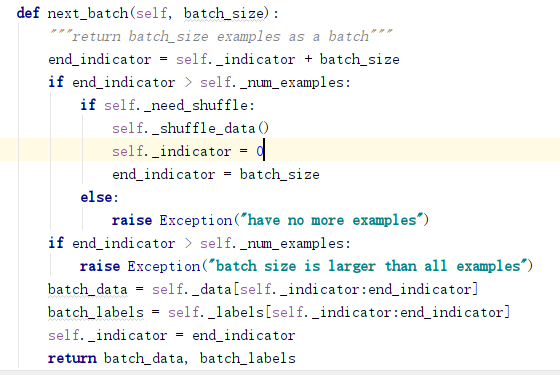 def next_batch(self, batch_size):
    """return batch_size examples as a batch"""
    end_indicator = self._indicator + batch_size
    if end_indicator > self._num_examples:
        if self._need_shuffle:
            self._shuffle_data()
            self._indicator = 0
            end_indicator = batch_size
        else:
            raise Exception("have no more examples")
    if end_indicator > self._num_examples:
        raise Exception("batch size is larger than all examples")
    batch_data = self._data[self._indicator:end_indicator]
    batch_labels = self._labels[self._indicator:end_indicator]
    self._indicator = end_indicator
    return batch_data, batch_labels